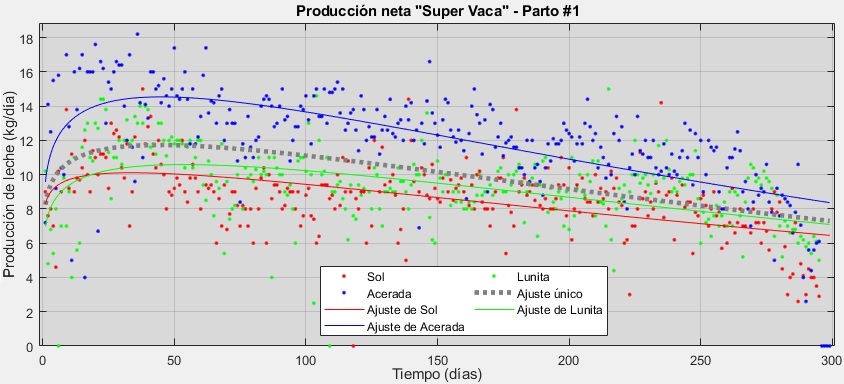 Producción neta "Super Vaca" - Parto #1
Producción de leche (kg/día)
18
16
14
12
10
8
6
4
2
0
0 50 100 150 200 250 300
Tiempo (días)
Sol Lunita
Acerada Ajuste único
Ajuste de Sol Ajuste de Lunita
Ajuste de Acerada